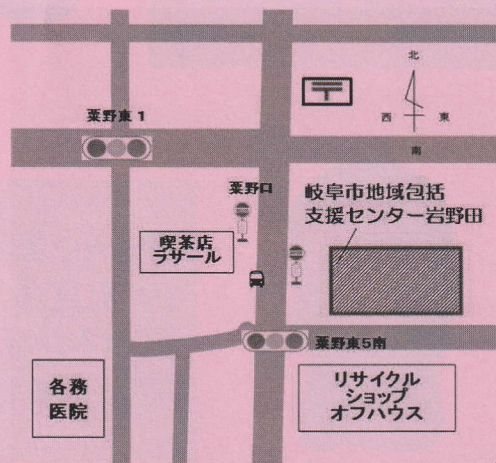 北
西 東
南
粟野東1
粟野口
岐阜市地域包括
支援センター岩野田
喫茶店
ラサール
粟野東5南
各務
医院
リサイクル
ショップ
オフハウス